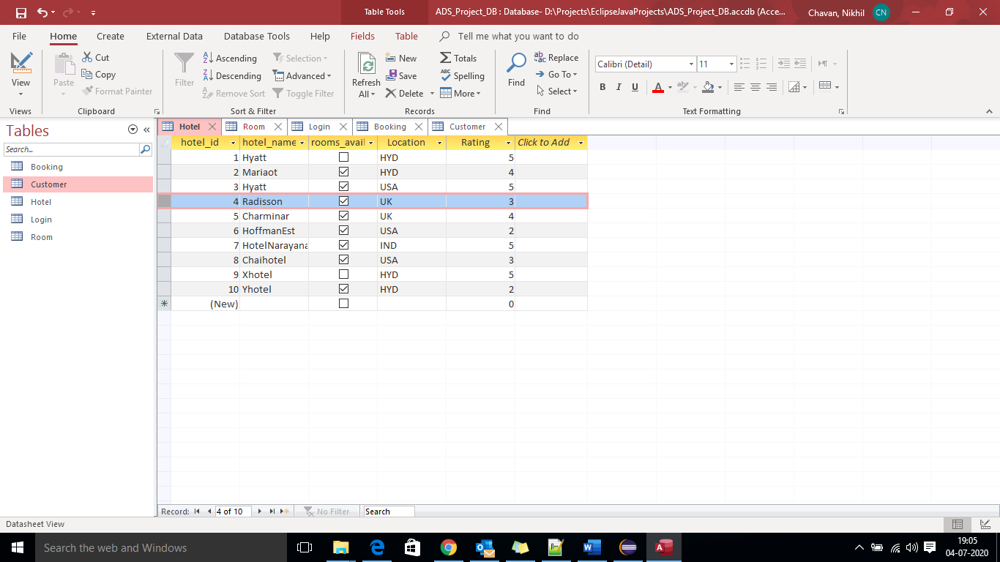 Table Tools
ADS_Project_DB : Database- D:\Projects\EclipseJavaProjects\ADS_Project_DB.accdb (Acce...
Chavan, Nikhil
CN
File Home Create External Data Database Tools Help Fields Table Tell me what you want to do
View
Views
Paste
Cut
Copy
Format Painter
Clipboard
Filter
Ascending
Descending
Remove Sort
Selection
Advanced
Toggle Filter
Sort & Filter
Refresh
All
New
Save
Delete
Totals
Spelling
More
Records
Find
Replace
Go To
Select
Find
Calibri (Detail) 11
B I U A
Text Formatting
Tables
Search...
Booking
Customer
Hotel
Login
Room
Hotel Room Login Booking Customer
hotel_id hotel_name rooms_avail Location Rating Click to Add
1 Hyatt HYD 5
2 Mariaot HYD 4
3 Hyatt USA 5
4 Radisson UK 3
5 Charminar UK 4
6 HoffmanEst USA 2
7 HotelNarayana IND 5
8 Chaihotel USA 3
9 Xhotel HYD 5
10 Yhotel HYD 2
(New) 0
Record: 4 of 10 No Filter Search
Datasheet View
Search the web and Windows
19:05
04-07-2020